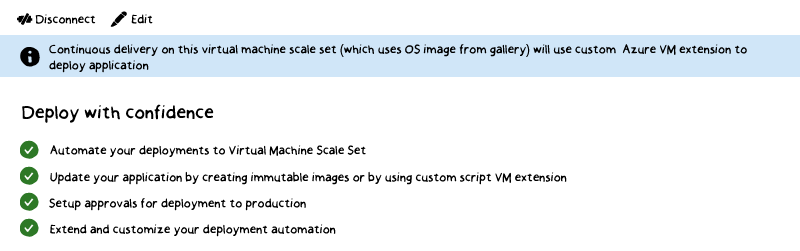 Disconnect Edit
Continuous delivery on this virtual machine scale set (which uses OS image from gallery) will use custom Azure VM extension to
deploy application
Deploy with confidence
Automate your deployments to Virtual Machine Scale Set
Update your application by creating immutable images or by using custom script VM extension
Setup approvals for deployment to production
Extend and customize your deployment automation